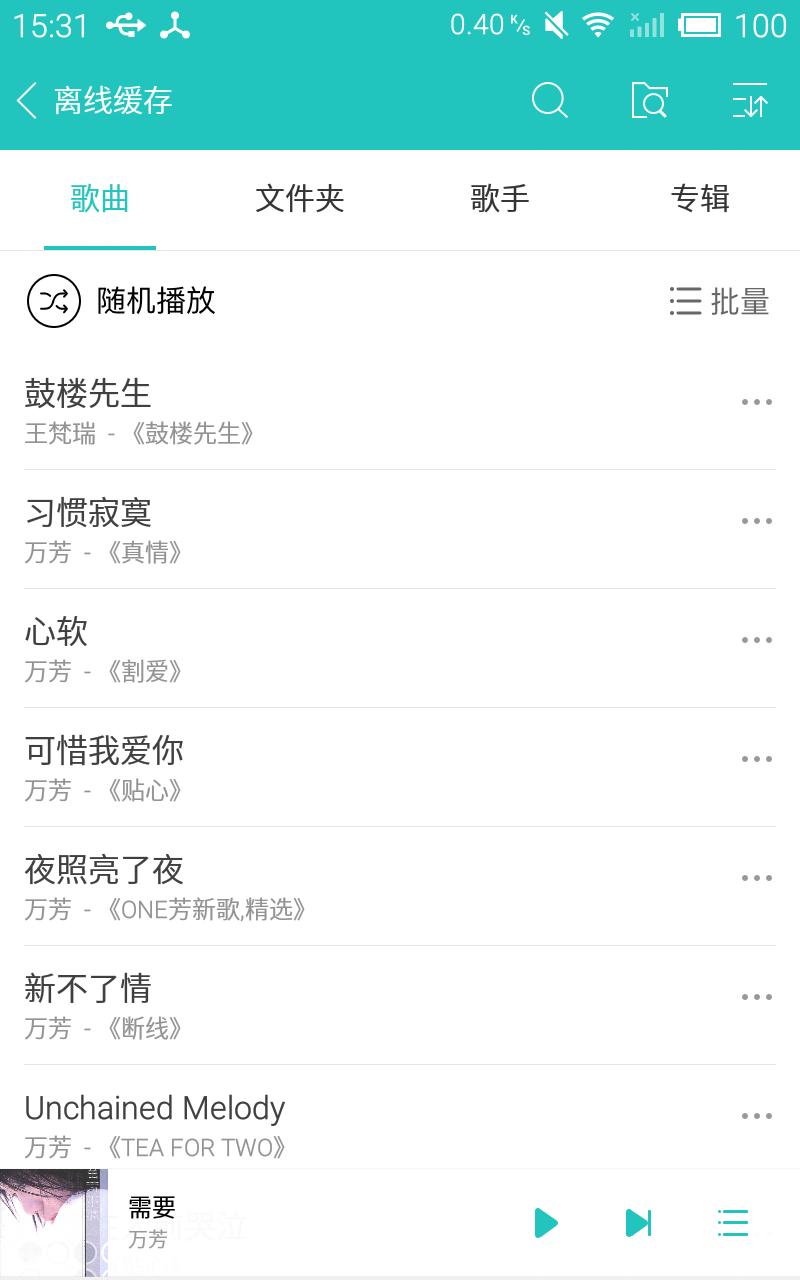 15:31 0.40 K/s 100
离线缓存
歌曲 文件夹 歌手 专辑
随机播放 批量
鼓楼先生
王梵瑞 - 《鼓楼先生》
习惯寂寞
万芳 - 《真情》
心软
万芳 - 《割爱》
可惜我爱你
万芳 - 《贴心》
夜照亮了夜
万芳 - 《ONE芳新歌,精选》
新不了情
万芳 - 《断线》
Unchained Melody
万芳 - 《TEA FOR TWO》
需要
万芳